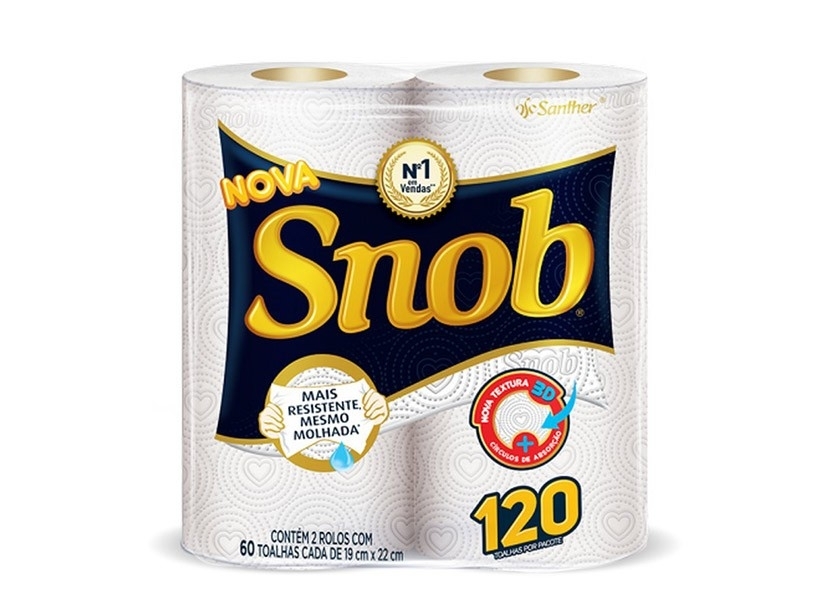 Santher
Nº1
em
Vendas**
NOVA
Snob
®
Snob
MAIS
RESISTENTE,
MESMO
MOLHADA*
NOVA TEXTURA 3D
+
CÍRCULOS DE ABSORÇÃO
120
TOALHAS POR PACOTE
CONTÉM 2 ROLOS COM
60 TOALHAS CADA DE 19 cm x 22 cm